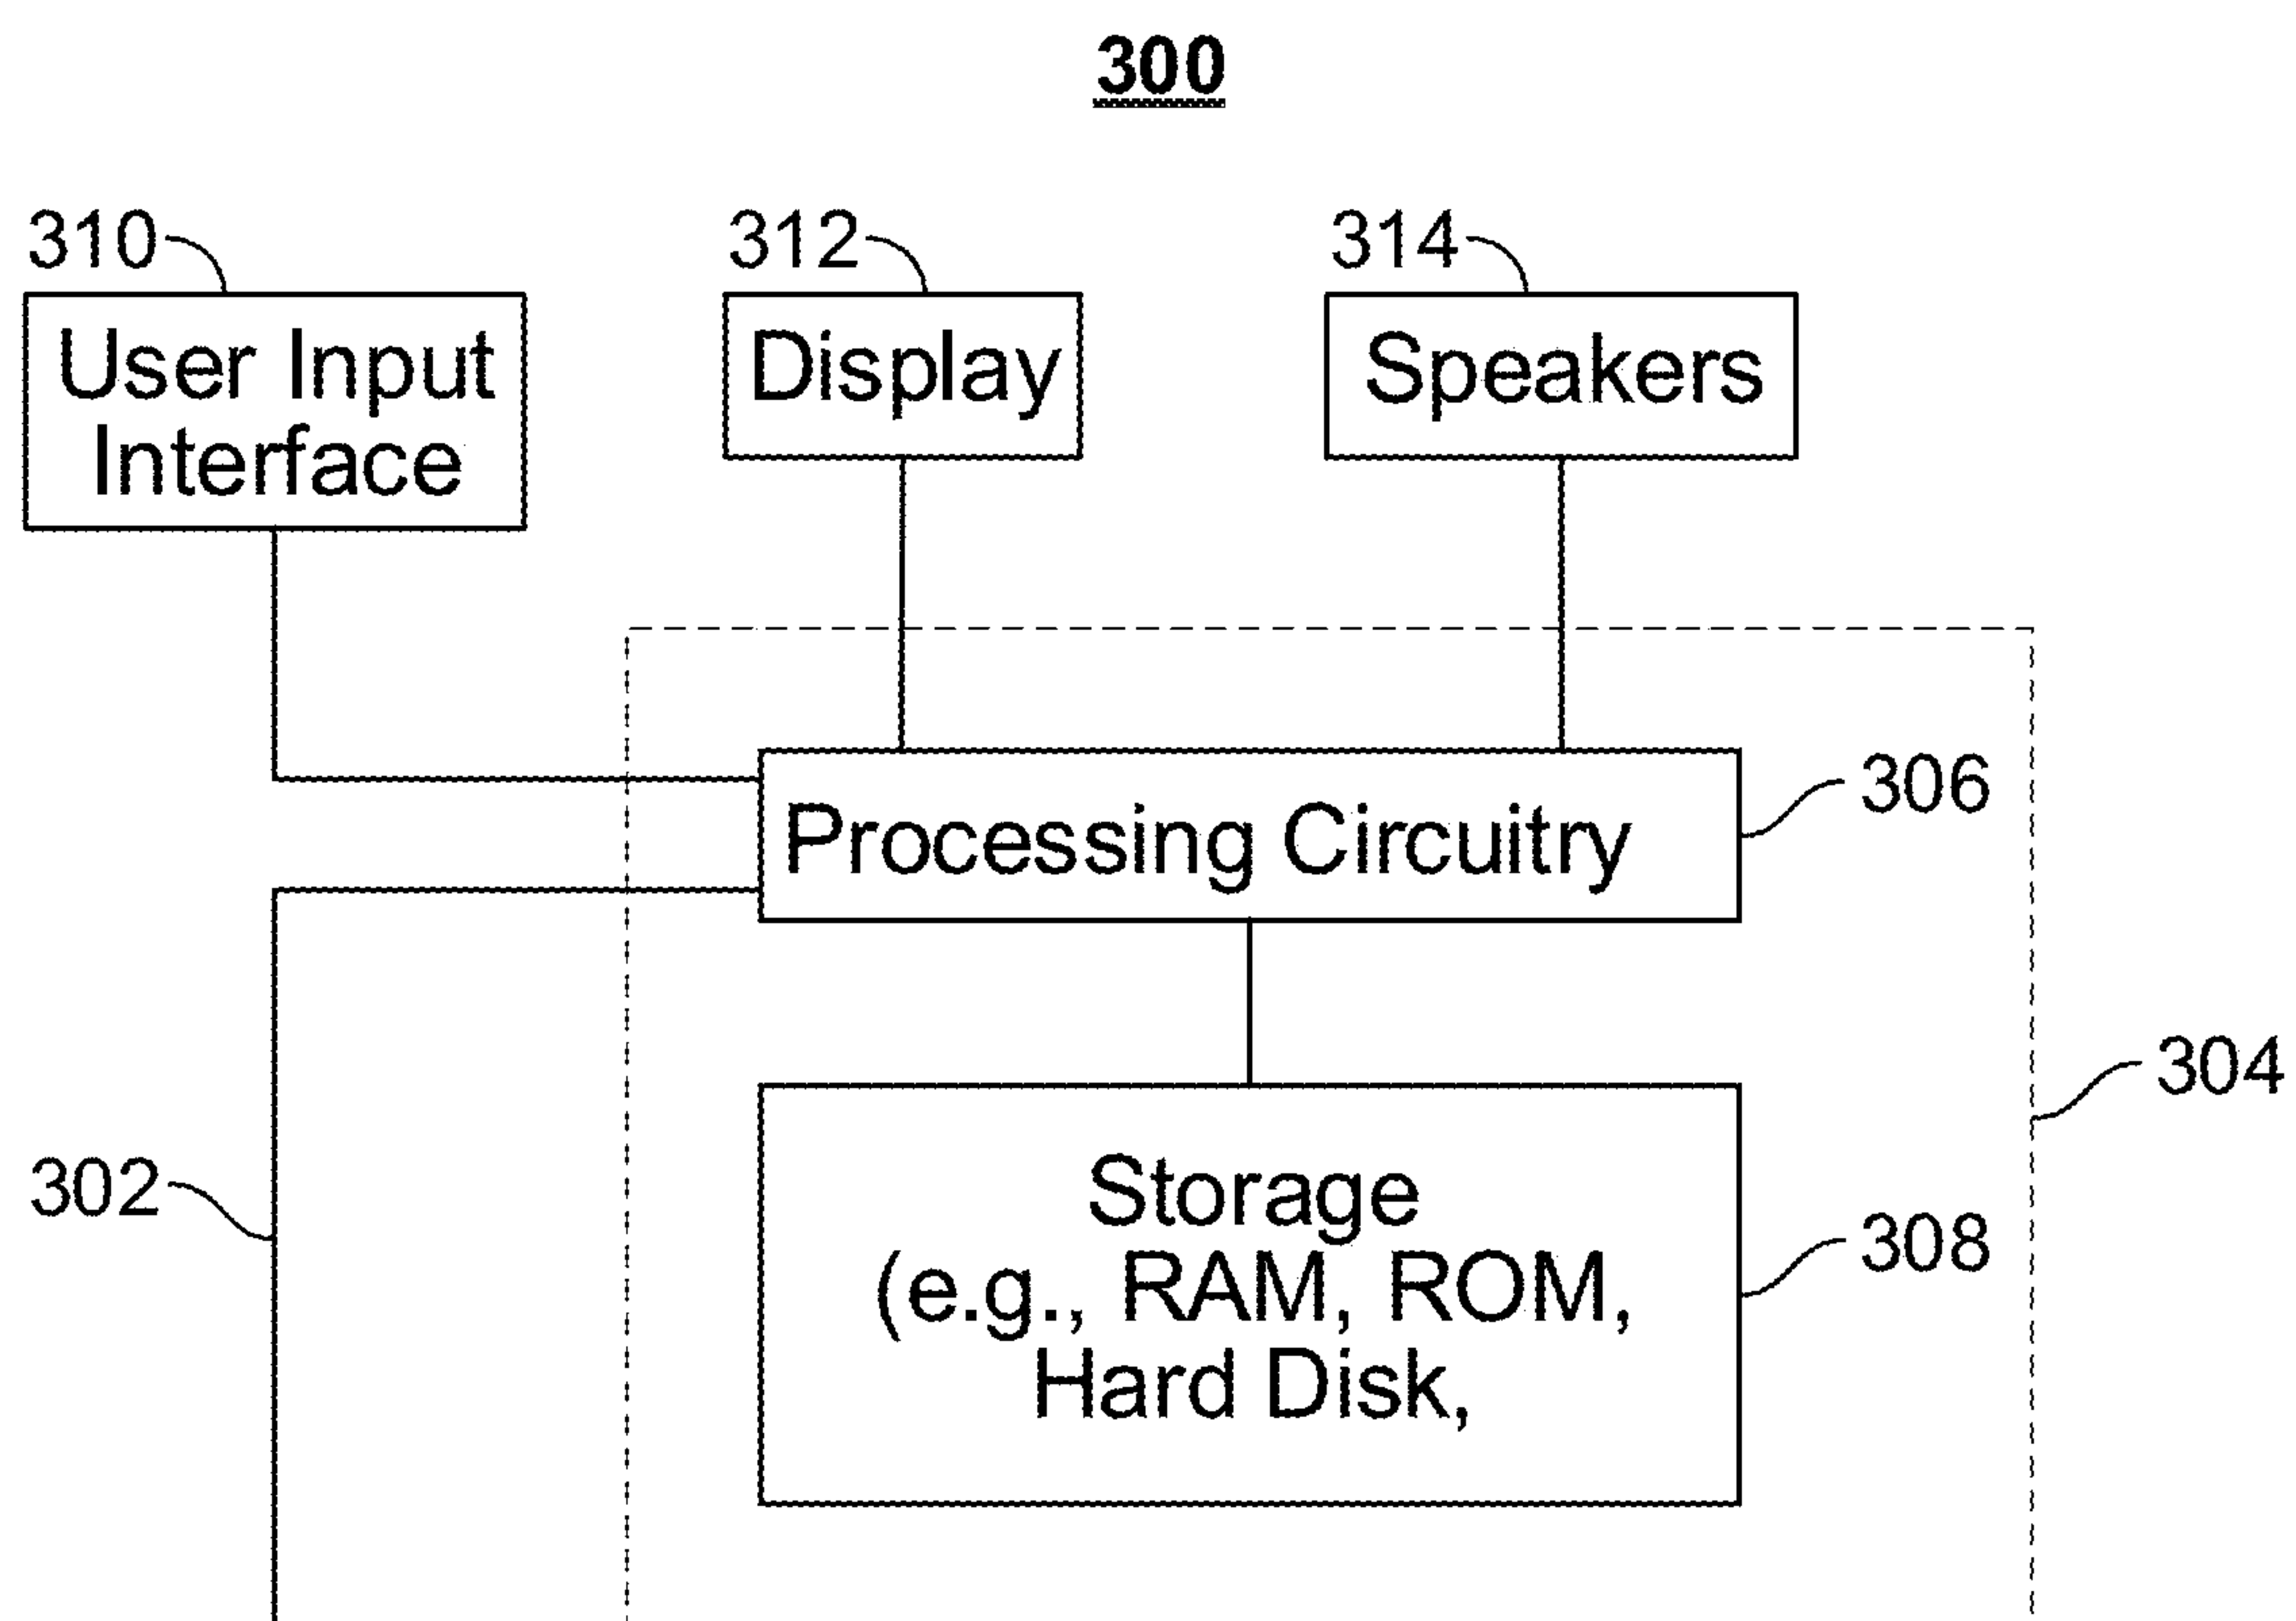 300
310
312
314
User Input
Interface
Display
Speakers
306
Processing Circuitry
304
302
308
Storage
(e.g., RAM, ROM,
Hard Disk,